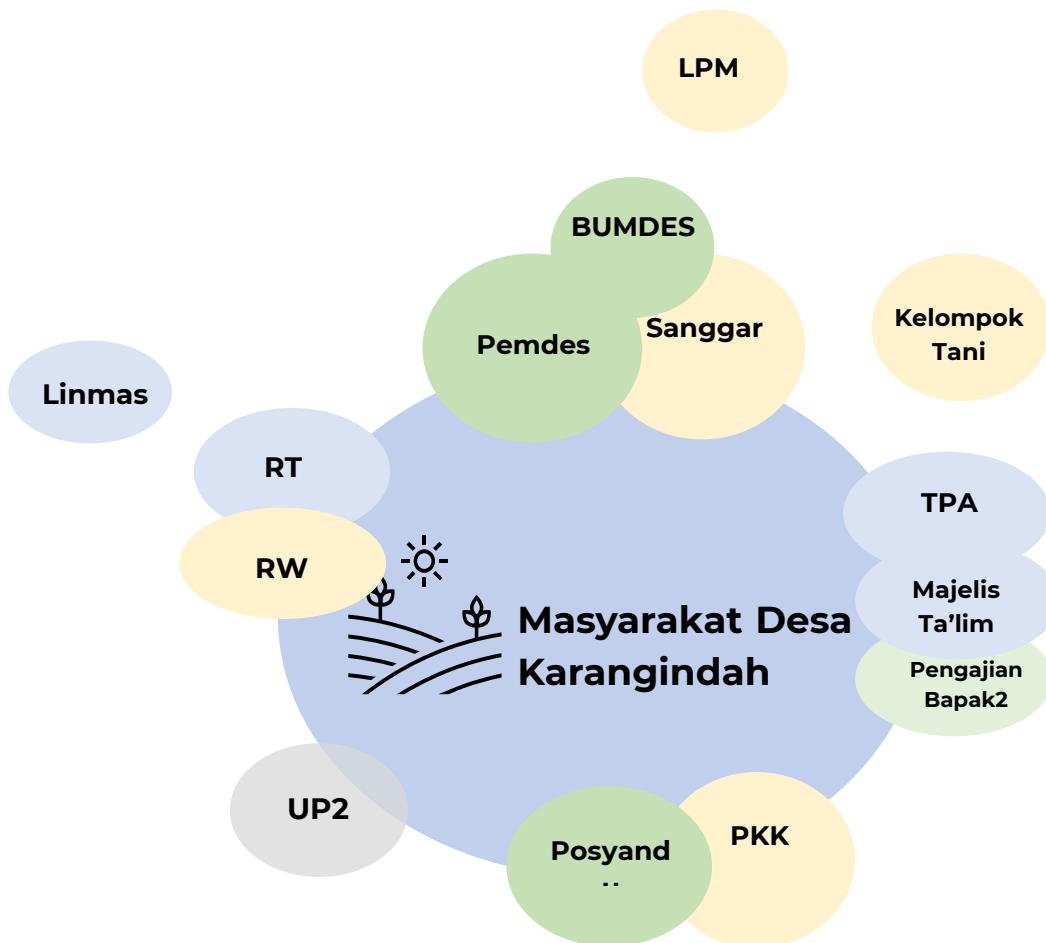 LPM
BUMDES
Sanggar
Pemdes
Kelompok
Tani
Linmas
RT
TPA
RW
Majelis
Ta’lim
Masyarakat Desa
Karangindah
Pengajian
Bapak2
UP2
PKK
Posyand